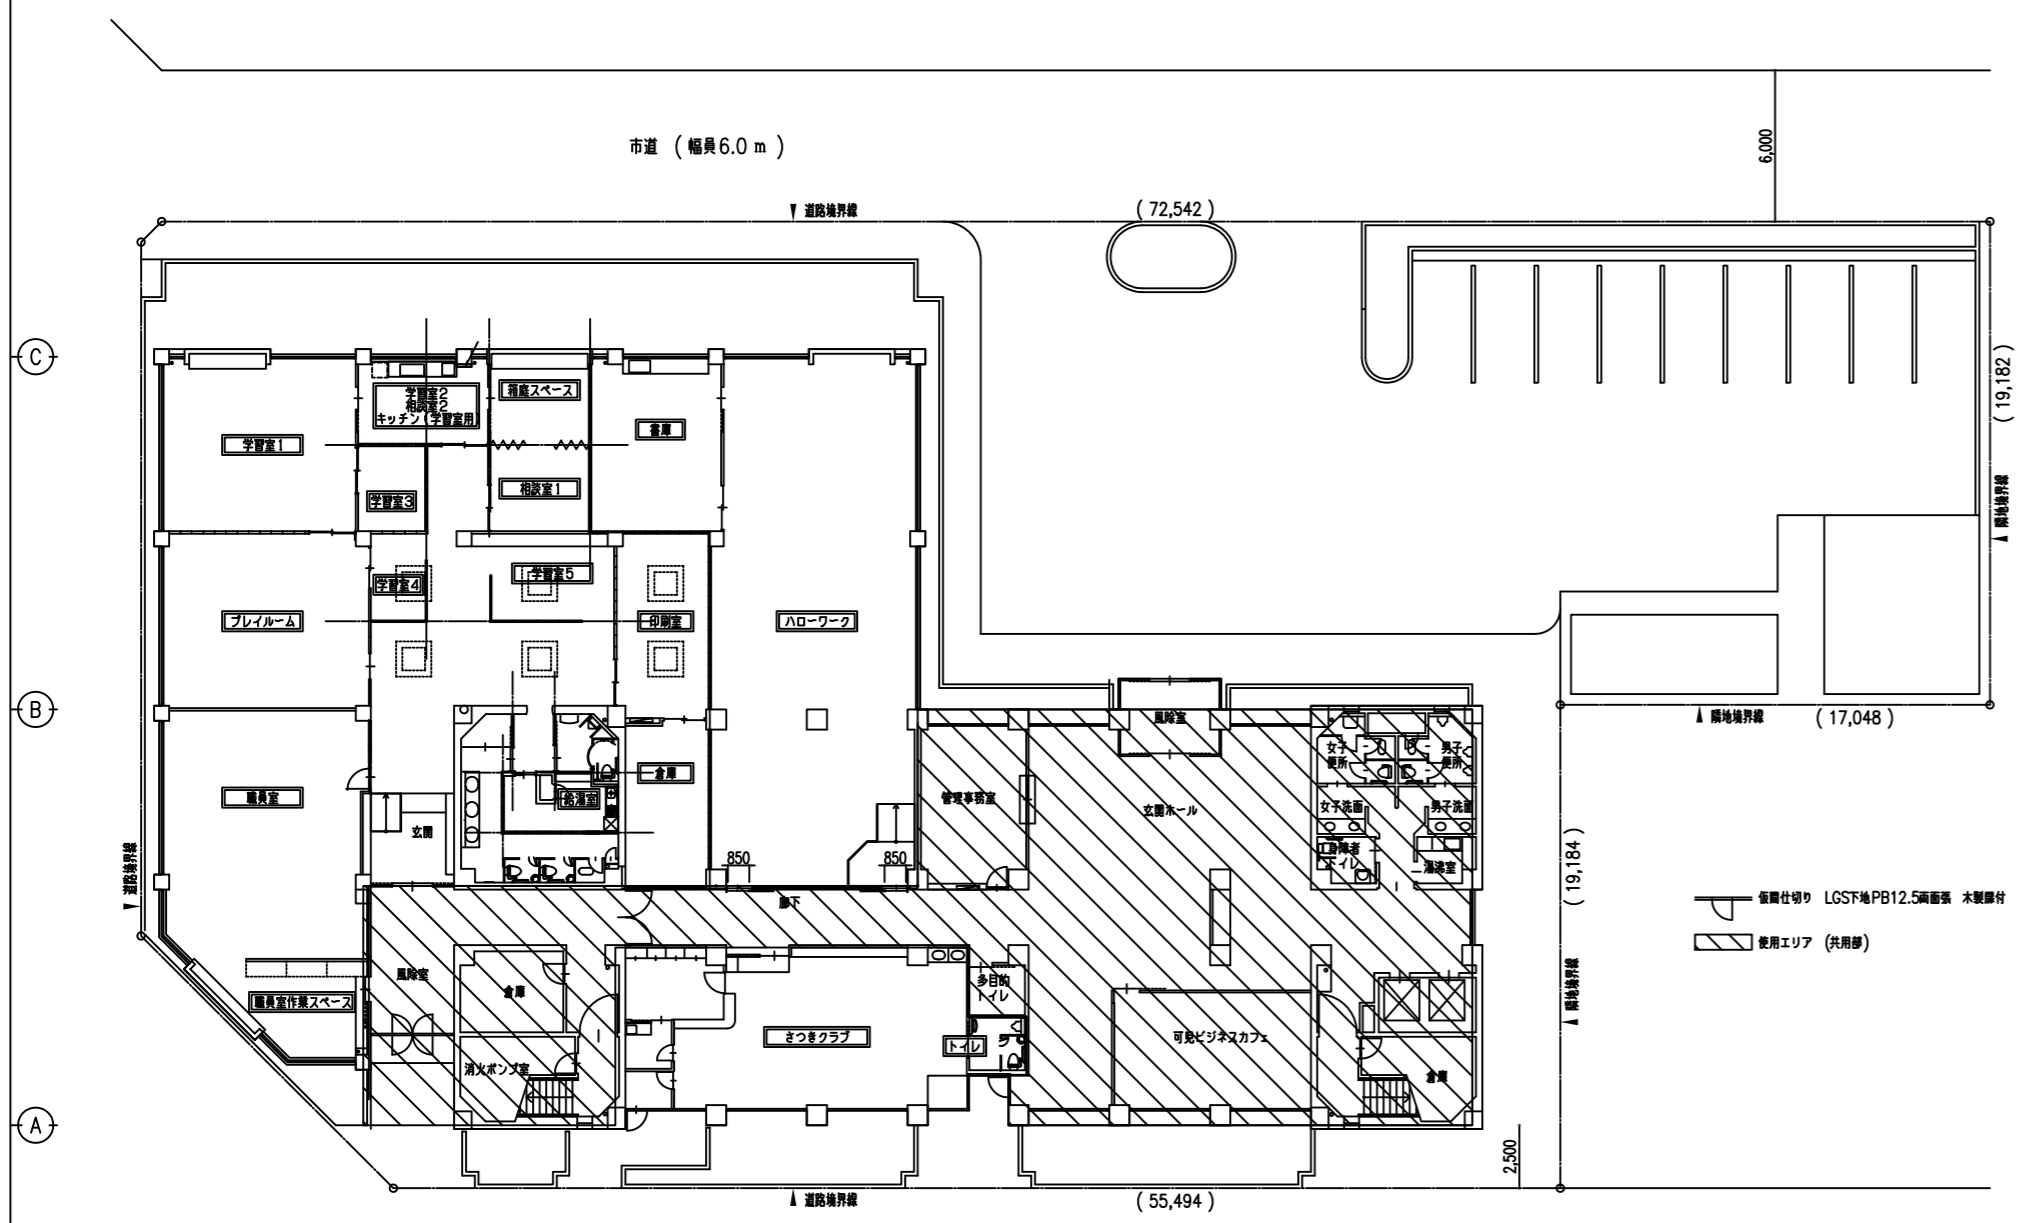 市道 （幅員6.0 m ）
6,000
道路境界線
( 72,542 )
C
( 19,182 )
学習室2
相談室2
キッチン（学習室用）
箱庭スペース
学習室1
書庫
学習室3
相談室1
隣地境界線
学習室4
学習室5
プレイルーム
印刷室
ハローワーク
B
風除室
隣地境界線
( 17,048 )
女子
便所
男子
便所
倉庫
職員室
給湯室
管理事務室
玄関ホール
女子洗面
男子洗面
玄関
身障者
トイレ
湯沸室
850
850
道路境界線
( 19,184 )
廊下
仮間仕切り LGS下地PB12.5両面張 木製扉付
使用エリア (共用部)
風除室
倉庫
多目的
トイレ
職員室作業スペース
隣地境界線
さつきクラブ
トイレ
可児ビジネスカフェ
消火ポンプ室
倉庫
A
2,500
道路境界線
( 55,494 )